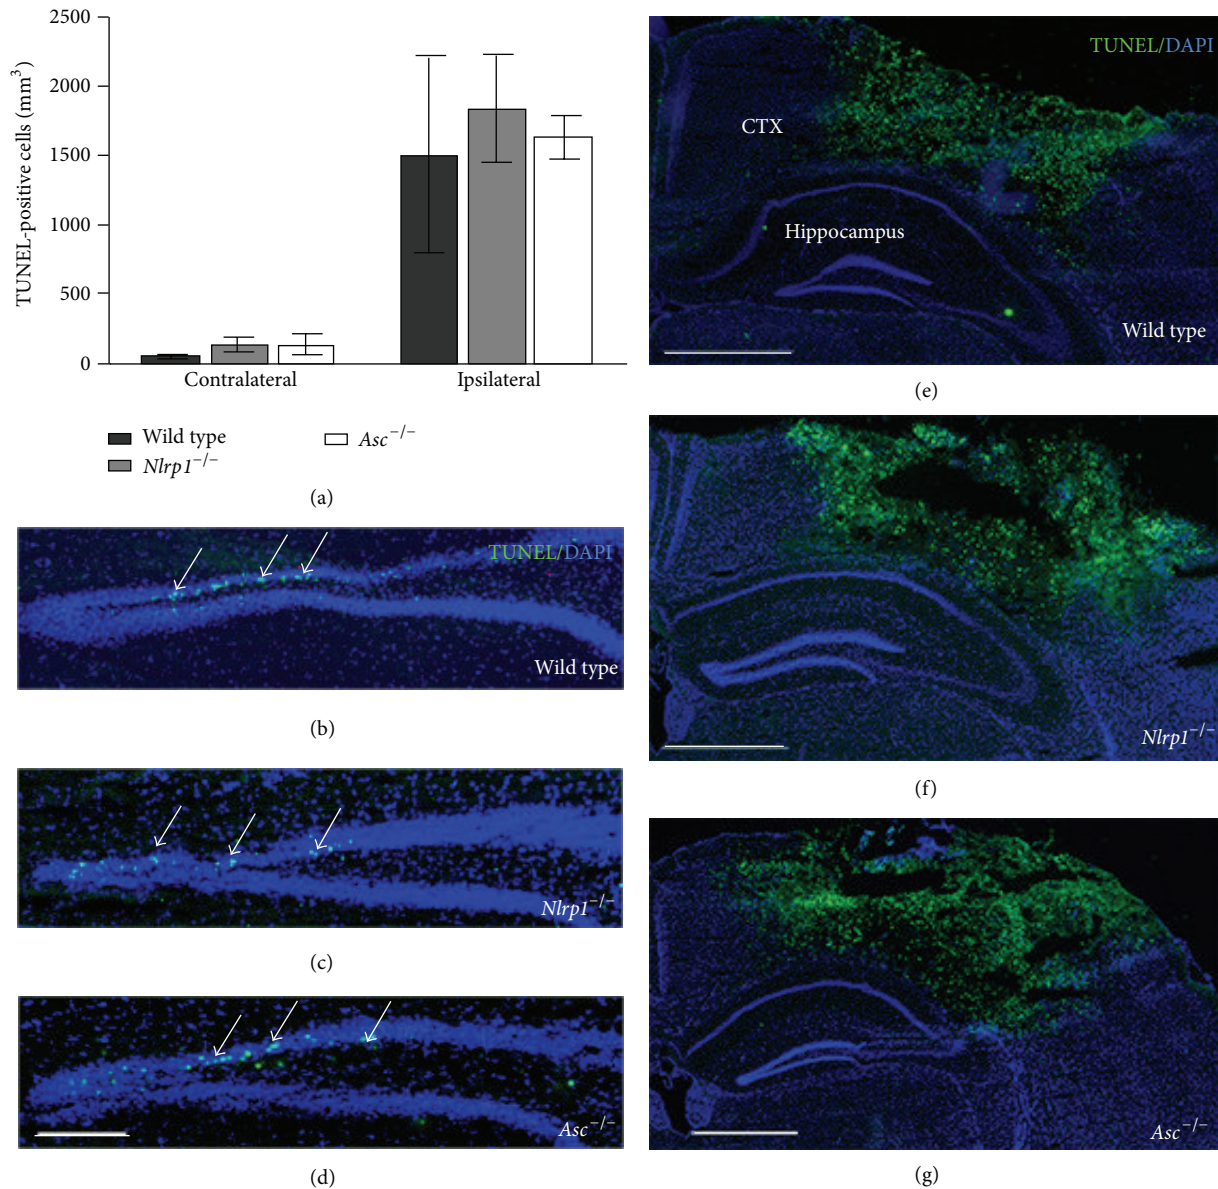 2500
2000
1500
1000
500
0
TUNEL-positive cells (mm³)
Contralateral
Ipsilateral
Wild type
Asc⁻/⁻
Nlrp1⁻/⁻
(a)
TUNEL/DAPI
Wild type
(b)
Nlrp1⁻/⁻
(c)
Asc⁻/⁻
(d)
TUNEL/DAPI
CTX
Hippocampus
Wild type
(e)
Nlrp1⁻/⁻
(f)
Asc⁻/⁻
(g)